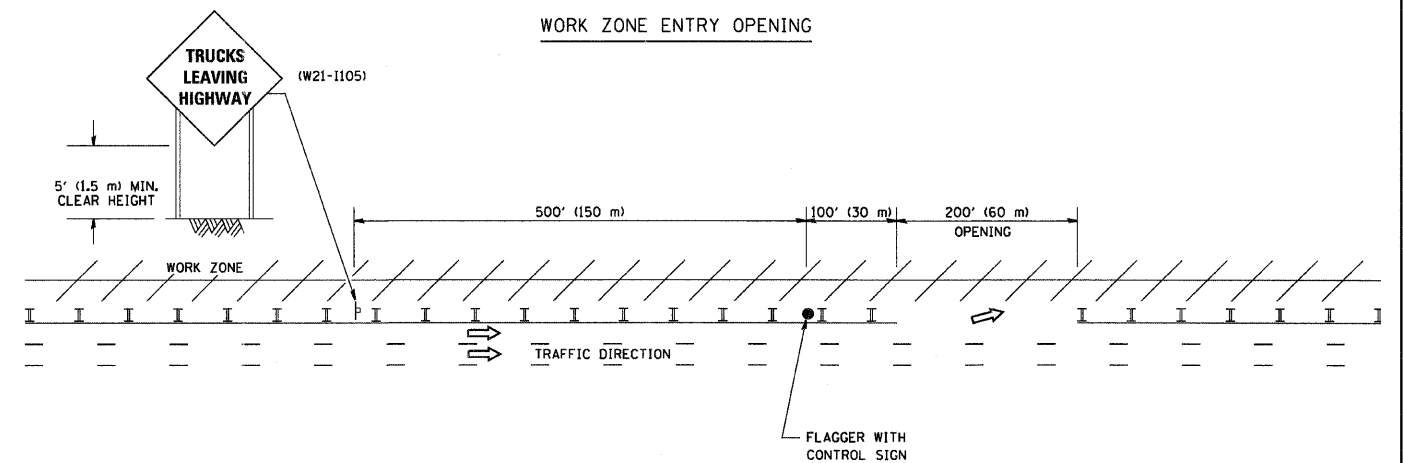 WORK ZONE ENTRY OPENING
TRUCKS
LEAVING
HIGHWAY
(W21-I105)
5' (1.5 m) MIN.
CLEAR HEIGHT
500' (150 m)
100' (30 m)
200' (60 m)
OPENING
WORK ZONE
TRAFFIC DIRECTION
FLAGGER WITH
CONTROL SIGN